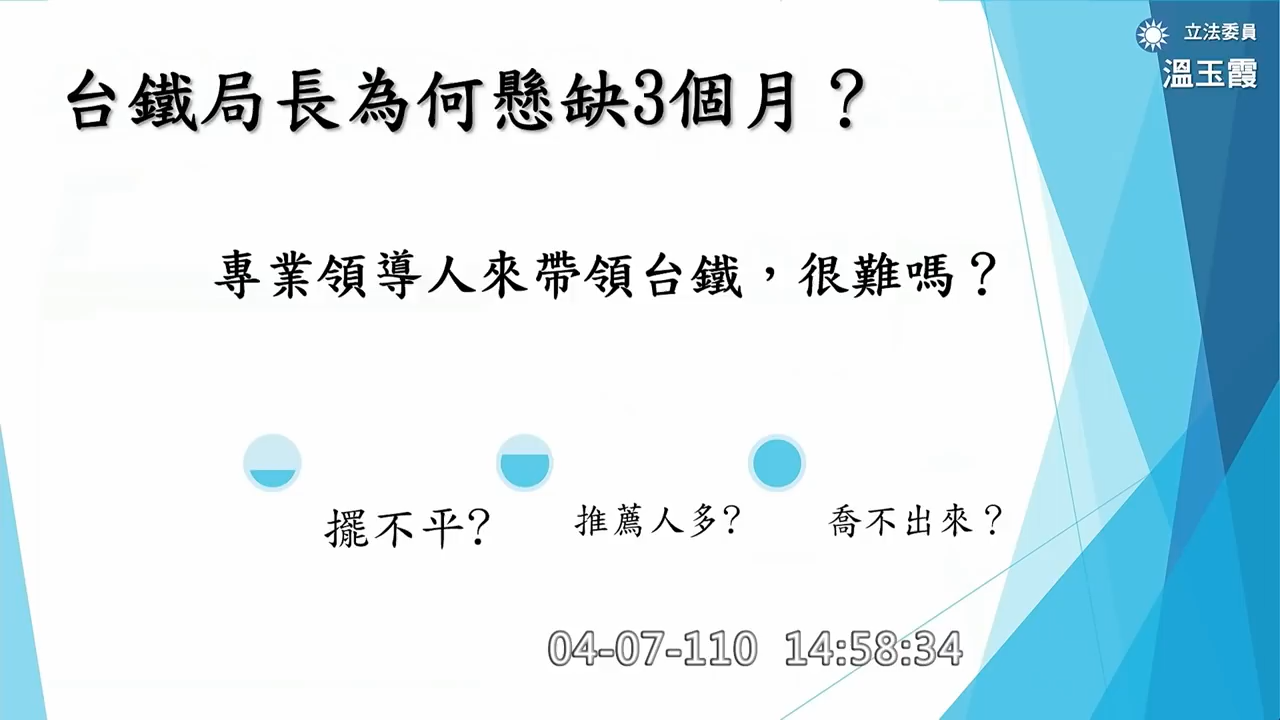 立法委員
溫玉霞
台鐵局長為何懸缺3個月？
專業領導人來帶領台鐵，很難嗎？
擺不平?
推薦人多?
喬不出來？
04-07-110 14:58:34